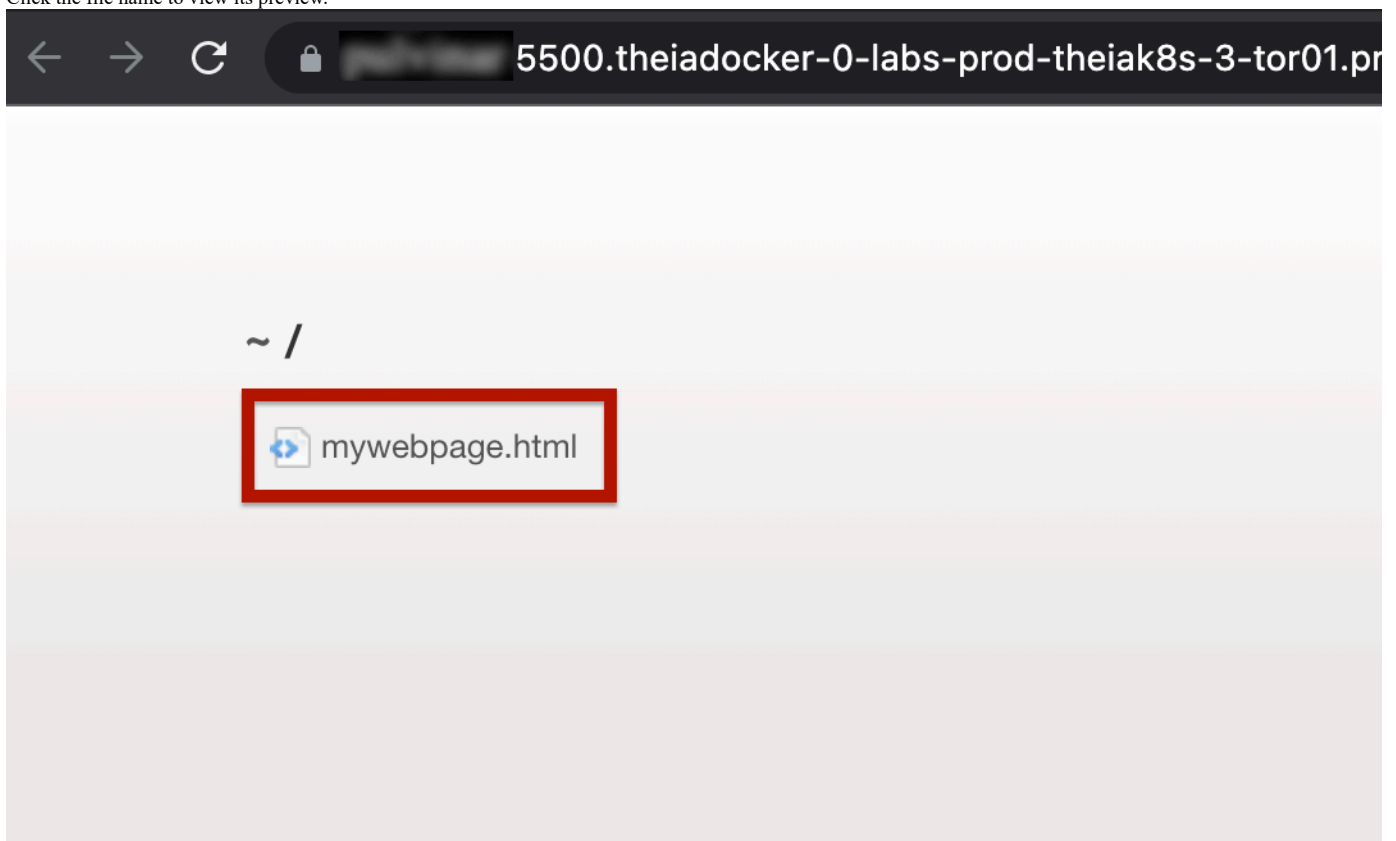 Click the file name to view its preview.
5500.theiadocker-0-labs-prod-theiak8s-3-tor01.pr
~ /
mywebpage.html